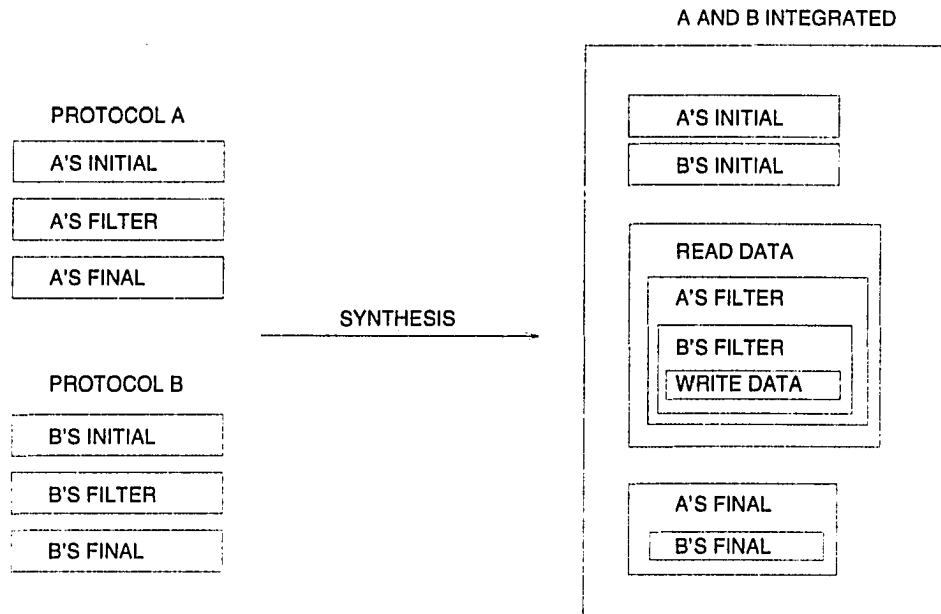 PROTOCOL A
A'S INITIAL
A'S FILTER
A'S FINAL
PROTOCOL B
B'S INITIAL
B'S FILTER
B'S FINAL
SYNTHESIS
A AND B INTEGRATED
A'S INITIAL
B'S INITIAL
READ DATA
A'S FILTER
B'S FILTER
WRITE DATA
A'S FINAL
B'S FINAL